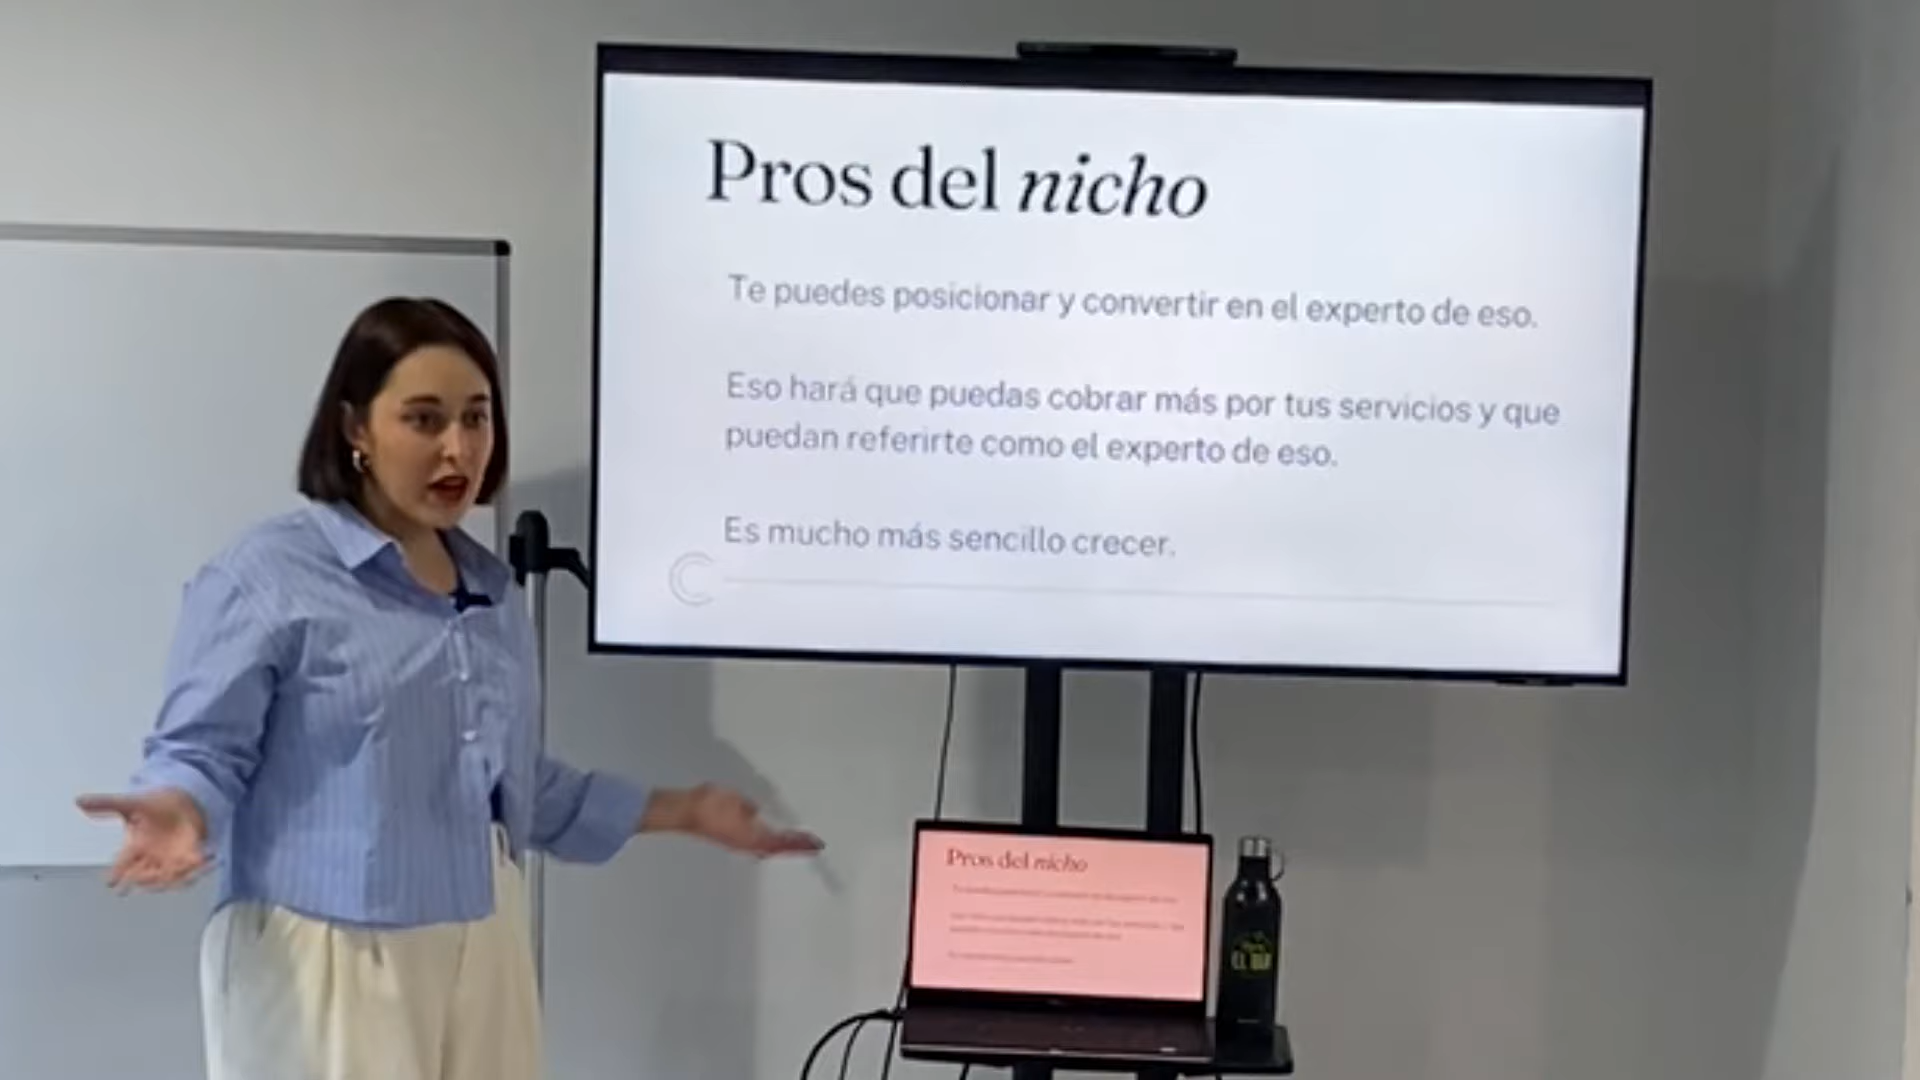 Pros del nicho
Te puedes posicionar y convertir en el experto de eso.
Eso hará que puedas cobrar más por tus servicios y que
puedan referirte como el experto de eso.
Es mucho más sencillo crecer.
Pros del nicho
EL